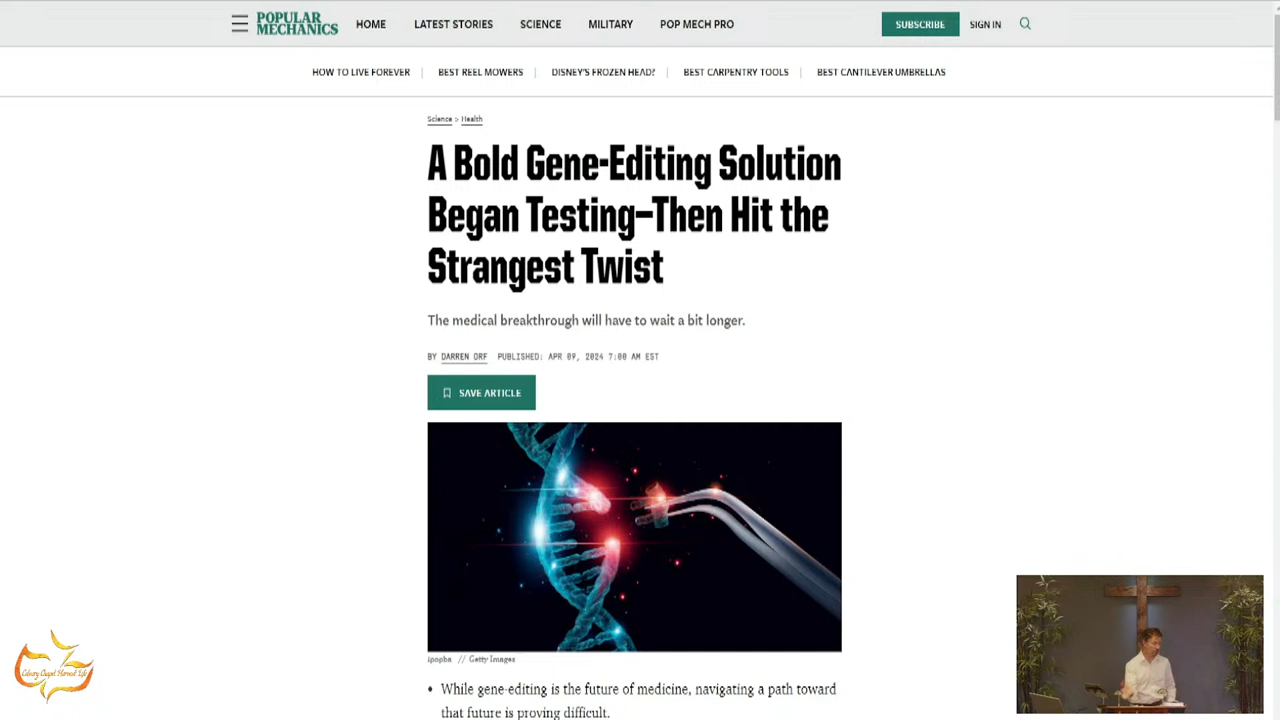 POPULAR
MECHANICS
HOME
LATEST STORIES
SCIENCE
MILITARY
POP MECH PRO
SUBSCRIBE
SIGN IN
HOW TO LIVE FOREVER
BEST REEL MOWERS
DISNEY'S FROZEN HEAD?
BEST CARPENTRY TOOLS
BEST CANTILEVER UMBRELLAS
Science > Health
A Bold Gene-Editing Solution
Began Testing—Then Hit the
Strangest Twist
The medical breakthrough will have to wait a bit longer.
BY DARREN ORF PUBLISHED: APR 09, 2024 7:00 AM EST
SAVE ARTICLE
ipopba // Getty Images
• While gene-editing is the future of medicine, navigating a path toward
that future is proving difficult.
Calvary Chapel Harvest Life